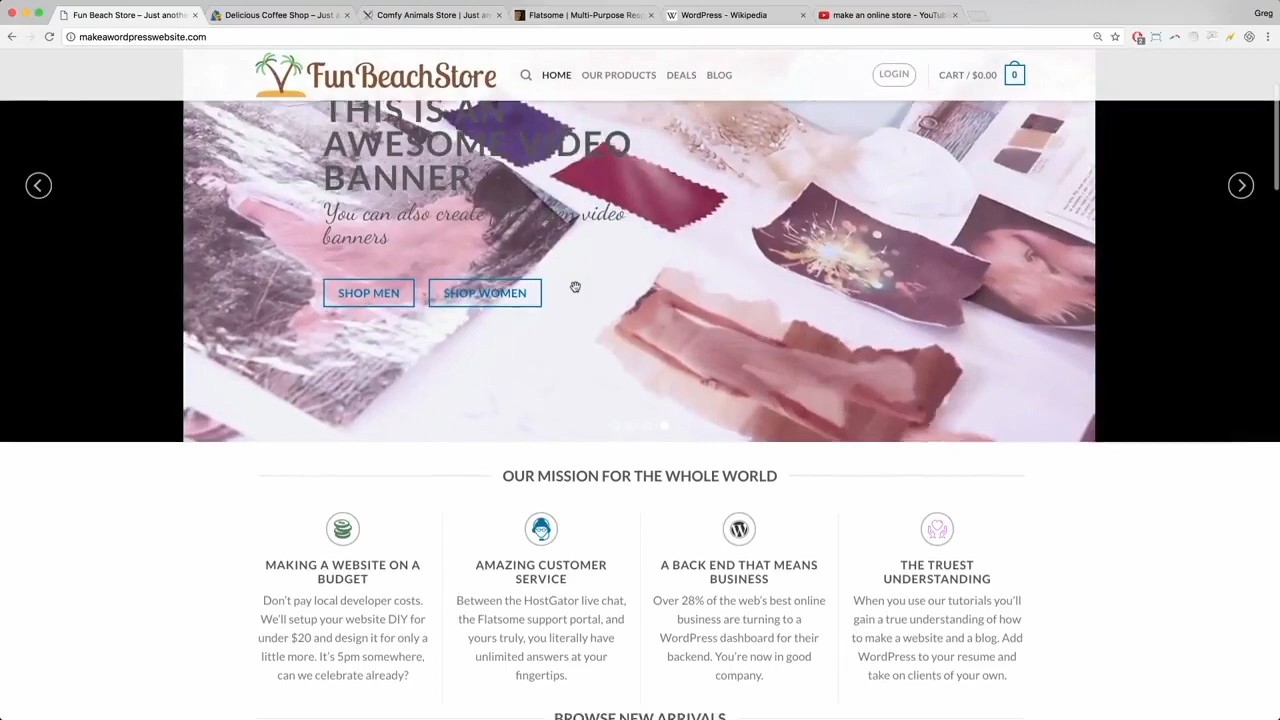 Fun Beach Store – Just anothe
Delicious Coffee Shop – Just a
Comfy Animals Store | Just an
Flatsome | Multi-Purpose Res
WordPress - Wikipedia
make an online store - YouTub
Greg
makeawordpresswebsite.com
FunBeachStore
HOME
OUR PRODUCTS
DEALS
BLOG
LOGIN
CART / $0.00
0
THIS IS AN
AWESOME VIDEO
BANNER
You can also create video
banners
SHOP MEN
SHOP WOMEN
OUR MISSION FOR THE WHOLE WORLD
MAKING A WEBSITE ON A
BUDGET
Don't pay local developer costs.
We'll setup your website DIY for
under $20 and design it for only a
little more. It's 5pm somewhere,
can we celebrate already?
AMAZING CUSTOMER
SERVICE
Between the HostGator live chat,
the Flatsome support portal, and
yours truly, you literally have
unlimited answers at your
fingertips.
A BACK END THAT MEANS
BUSINESS
Over 28% of the web's best online
business are turning to a
WordPress dashboard for their
backend. You're now in good
company.
THE TRUEST
UNDERSTANDING
When you use our tutorials you'll
gain a true understanding of how
to make a website and a blog. Add
WordPress to your resume and
take on clients of your own.
BROWSE NEW ARRIVALS